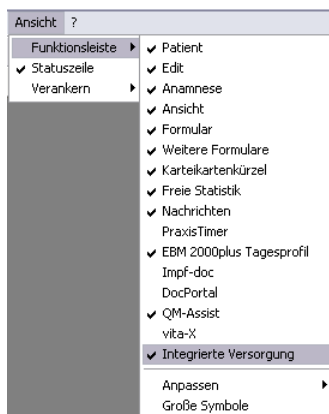 Ansicht ?
Funktionsleiste
Statuszeile
Verankern
Patient
Edit
Anamnese
Ansicht
Formular
Weitere Formulare
Karteikartenkürzel
Freie Statistik
Nachrichten
PraxisTimer
EBM 2000plus Tagesprofil
Impf-doc
DocPortal
QM-Assist
vita-X
Integrierte Versorgung
Anpassen
Große Symbole